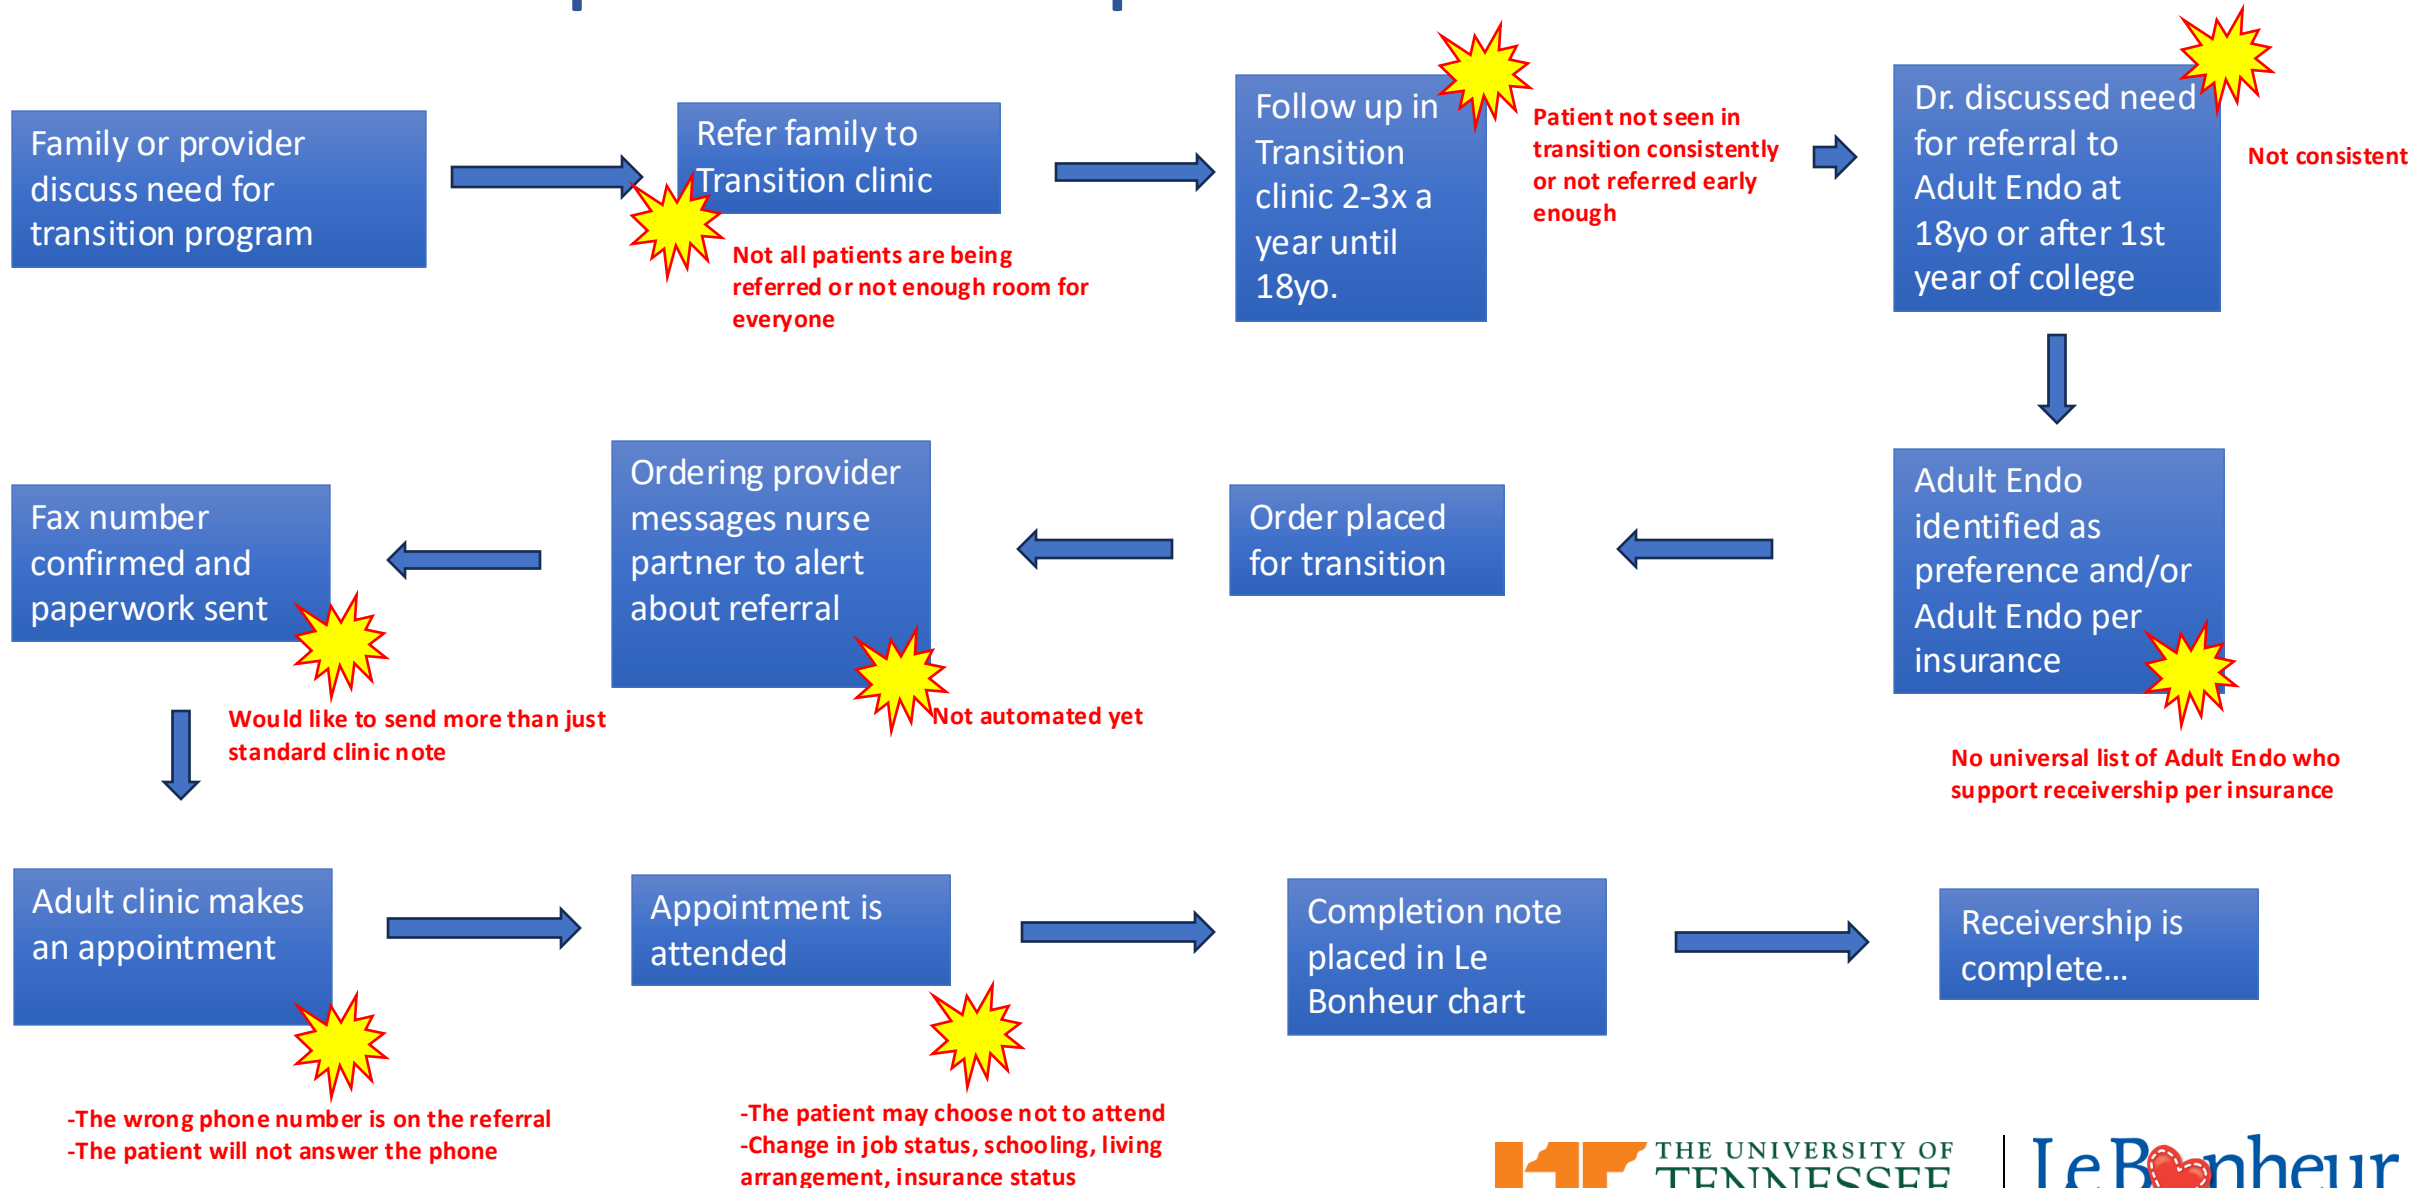 Family or provider
discuss need for
transition program
Refer family to
Transition clinic
Not all patients are being
referred or not enough room for
everyone
Follow up in
Transition
clinic 2-3x a
year until
18yo.
Patient not seen in
transition consistently
or not referred early
enough
Dr. discussed need
for referral to
Adult Endo at
18yo or after 1st
year of college
Not consistent
Adult Endo
identified as
preference and/or
Adult Endo per
insurance
No universal list of Adult Endo who
support receivership per insurance
Order placed
for transition
Ordering provider
messages nurse
partner to alert
about referral
Not automated yet
Fax number
confirmed and
paperwork sent
Would like to send more than just
standard clinic note
Adult clinic makes
an appointment
-The wrong phone number is on the referral
-The patient will not answer the phone
Appointment is
attended
-The patient may choose not to attend
-Change in job status, schooling, living
arrangement, insurance status
Completion note
placed in Le
Bonheur chart
Receivership is
complete...
THE UNIVERSITY OF
TENNESSEE
Le Bonheur